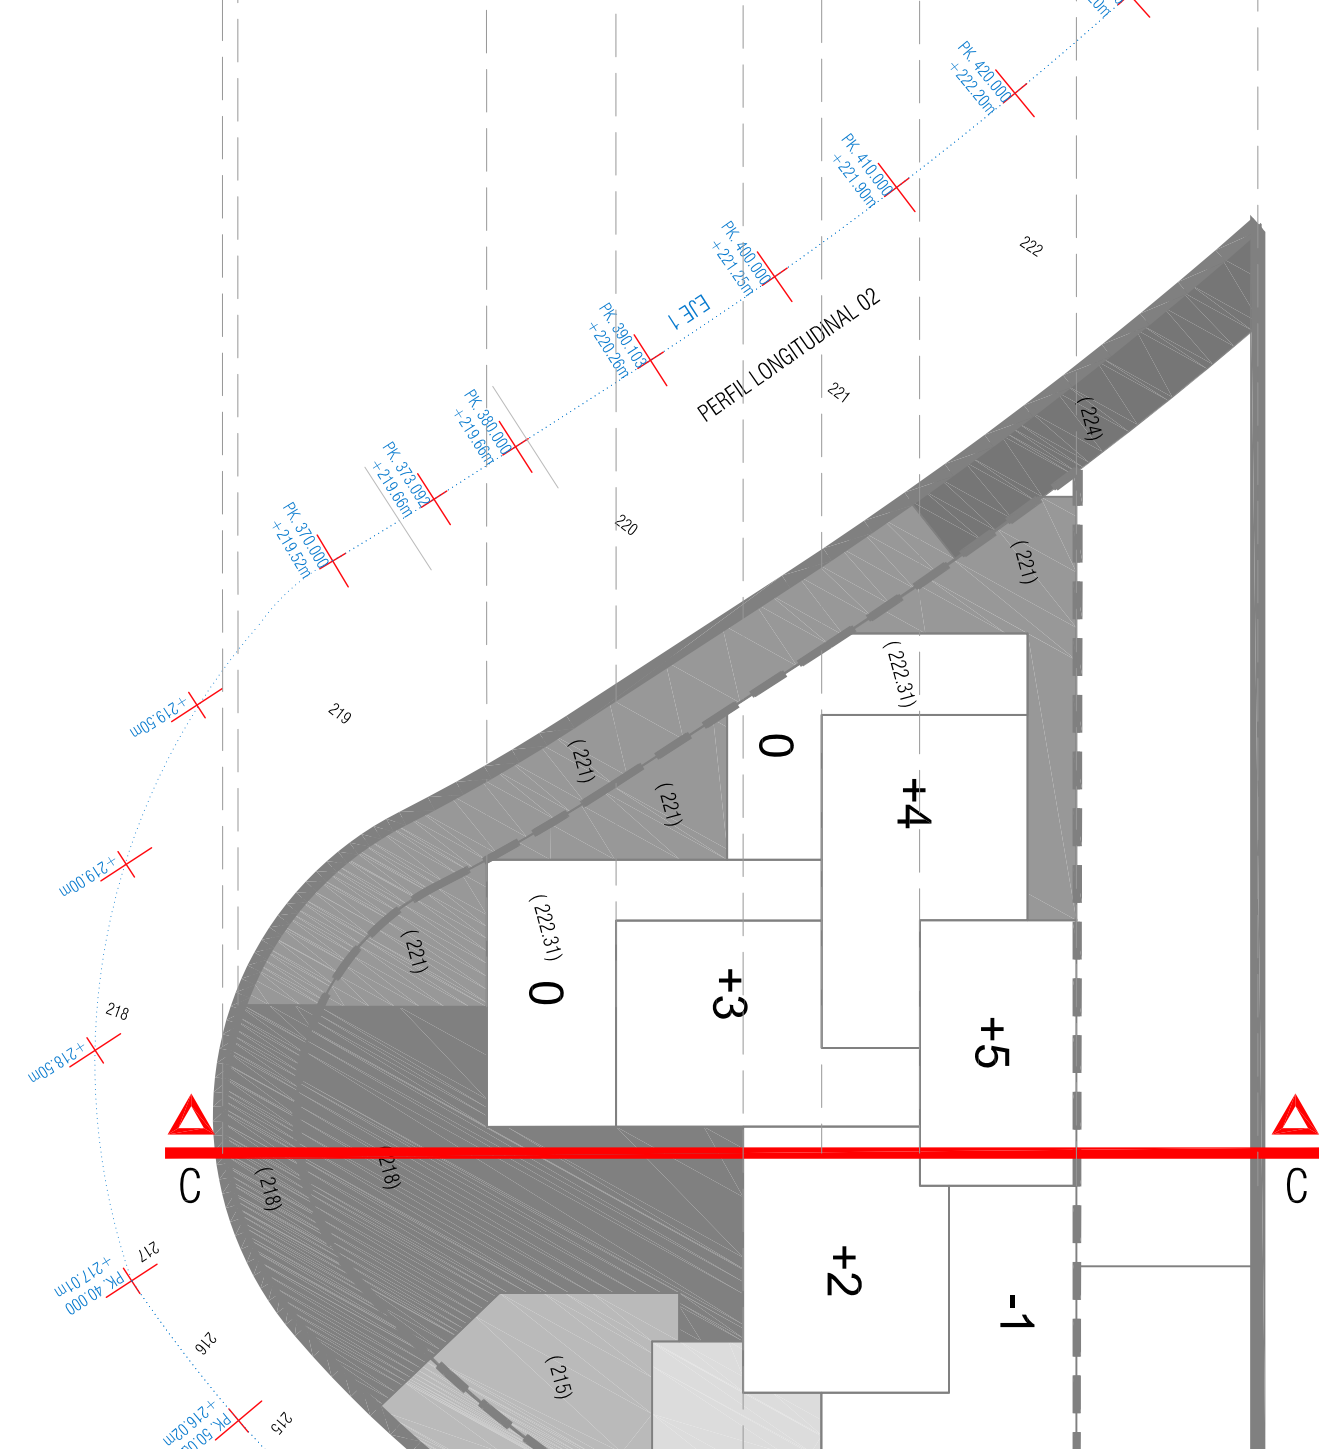 PK. 420.000
+222.20m
PK. 410.000
+221.90m
PK. 400.000
+221.25m
222
EJE 1
PERFIL LONGITUDINAL 02
PK. 390.103
+220.26m
221
PK. 380.000
+219.66m
(224)
PK. 373.092
+219.66m
220
PK. 370.000
+219.52m
(221)
(222.31)
+219.50m
219
0
(221)
(221)
+4
+219.00m
(222.31)
(221)
0
+3
218
+5
+218.50m
C
(218)
(218)
C
217
PK. 40.000
+217.01m
+2
-1
216
(215)
215
+216.02m